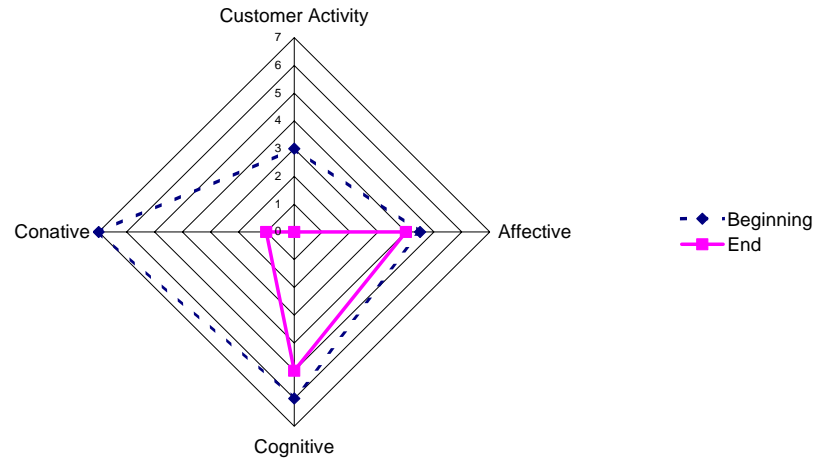 Customer Activity
7
6
5
4
3
2
1
0
Conative
Affective
Cognitive
Beginning
End